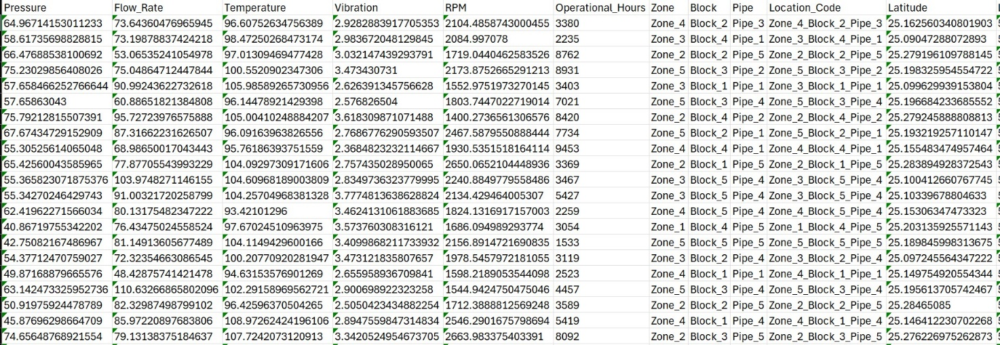 Pressure Flow_Rate Temperature Vibration RPM Operational_Hours Zone Block Pipe Location_Code Latitude
64.96714153011233 73.64360476965945 96.60752634756389 2.9282883917705353 2104.4858743000455 3380 Zone_4 Block_2 Pipe_3 Zone_4_Block_2_Pipe_3 25.162560340801903
58.61735698828815 73.19878837424218 98.47250268473174 2.983672048129845 2084.997078 2235 Zone_3 Block_4 Pipe_1 Zone_3_Block_4_Pipe_1 25.09047288072893
66.47688538100692 53.06535241054978 97.01309469477428 3.0321474392937‌91 1719.0440462583526 8762 Zone_2 Block_2 Pipe_5 Zone_2_Block_2_Pipe_5 25.279196109788145
75.23029856408026 75.04864712447844 100.5520902347306 3.473430731 2173.8752665291213 8931 Zone_5 Block_3 Pipe_2 Zone_5_Block_3_Pipe_2 25.198325954554722
57.658466252766644 90.99243622732618 105.98589265730956 2.626391345756628 1552.9751973270145 3403 Zone_3 Block_1 Pipe_1 Zone_3_Block_1_Pipe_1 25.099629939153804
57.65863043 60.88651821384808 96.14478921429398 2.576826504 1803.7447022719014 7021 Zone_5 Block_3 Pipe_4 Zone_5_Block_3_Pipe_4 25.196684233685552
75.79212815507391 95.72723976575888 105.00410248884207 3.618309871071488 1400.2736561306576 8420 Zone_2 Block_4 Pipe_2 Zone_2_Block_4_Pipe_2 25.279245888808813
67.67434729152909 87.31662231626507 96.09163963826556 2.7686776290593507 2467.5879550888444 7734 Zone_5 Block_2 Pipe_1 Zone_5_Block_2_Pipe_1 25.193219257110147
55.30525614065048 68.98650017043443 95.76186393751559 2.3684823232114667 1930.5351518164114 9453 Zone_4 Block_4 Pipe_1 Zone_4_Block_4_Pipe_1 25.155483474957464
65.42560043585965 77.87705543993229 104.09297309171606 2.757435028950065 2650.0652104448936 3369 Zone_2 Block_1 Pipe_5 Zone_2_Block_1_Pipe_5 25.283894928372543
55.365823071875376 103.9748271146155 104.60968189003809 2.8349736323779995 2240.8849779558486 3467 Zone_3 Block_5 Pipe_4 Zone_3_Block_5_Pipe_4 25.100412660767745
55.34270246429743 91.00321720258799 104.25704968381328 3.7774813638628824 2134.429464005307 5427 Zone_3 Block_5 Pipe_4 Zone_3_Block_5_Pipe_4 25.10339678804633
62.41962271566034 80.13175482347222 93.42101296 3.4624131061883685 1824.1316917157003 2259 Zone_4 Block_5 Pipe_5 Zone_4_Block_5_Pipe_4 25.15306347473323
40.86719755342202 76.43475024558524 97.67024510963975 3.573760308316121 1686.094989293774 3054 Zone_1 Block_4 Pipe_5 Zone_1_Block_4_Pipe_5 25.203135925571143
42.75082167486967 81.14913605677489 104.1149429600166 3.4099868211733932 2156.8914721690835 1533 Zone_5 Block_5 Pipe_5 Zone_5_Block_5_Pipe_5 25.189845998313675
54.37712470759027 72.32354663086545 100.20770920281947 3.473121835807657 1978.5457972181055 3119 Zone_3 Block_2 Pipe_4 Zone_3_Block_2_Pipe_4 25.097245564347222
49.87168879665576 48.42875741421478 94.63153576901269 2.655958936709841 1598.2189053544098 2523 Zone_4 Block_1 Pipe_1 Zone_4_Block_1_Pipe_1 25.149754920554344
63.142473325952736 110.63266865802096 102.29158969562721 2.900698922323258 1544.9424750475046 4457 Zone_5 Block_3 Pipe_4 Zone_5_Block_3_Pipe_4 25.195613705742467
50.91975924478789 82.32987498799102 96.42596370504265 2.5050423434882254 1712.3888812569248 3589 Zone_2 Block_2 Pipe_5 Zone_2_Block_2_Pipe_5 25.28465085
45.87696298664709 85.97220897683806 108.97262424196106 2.8947559847314834 2546.2901675798694 5419 Zone_4 Block_1 Pipe_4 Zone_4_Block_1_Pipe_4 25.146412230702268
74.65648768921554 79.13138375184637 107.7242073120913 3.3420524954673705 2663.983375403391 8092 Zone_2 Block_3 Pipe_5 Zone_2_Block_3_Pipe_5 25.276226975262873